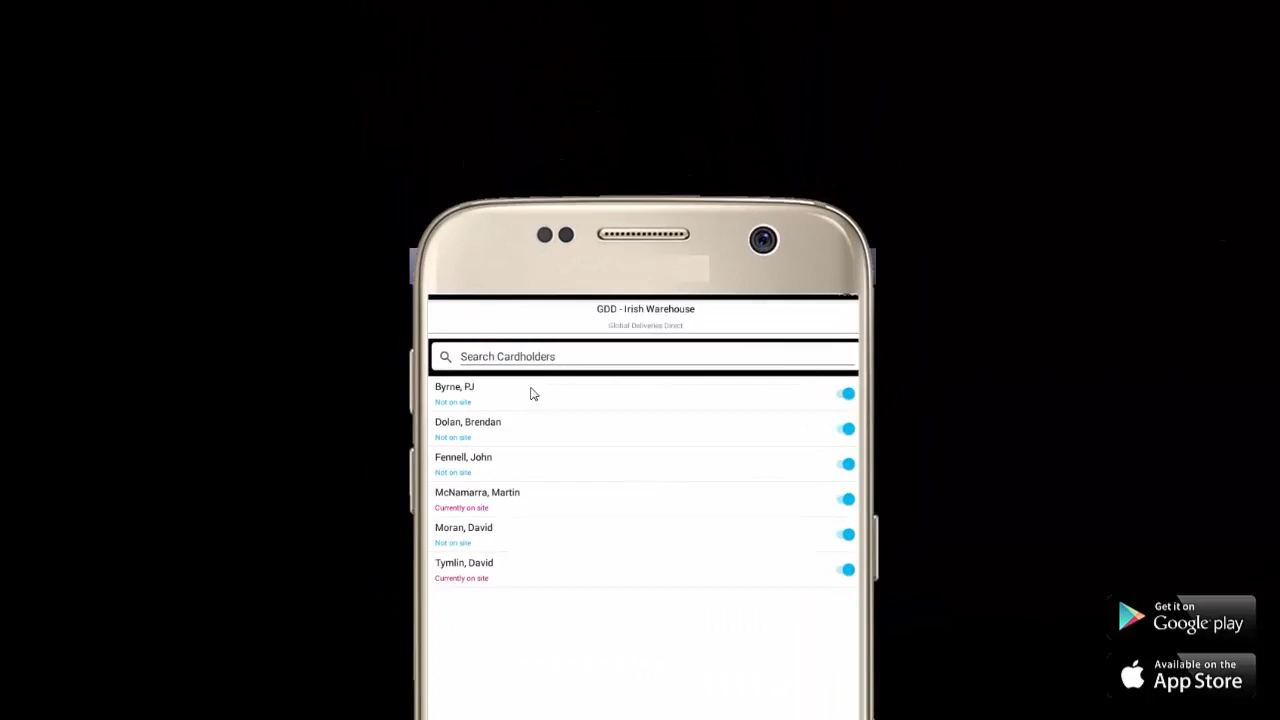 GDD - Irish Warehouse
Global Deliveries Direct
Search Cardholders
Byrne, PJ
Not on site
Dolan, Brendan
Not on site
Fennell, John
Not on site
McNamarra, Martin
Currently on site
Moran, David
Not on site
Tymlin, David
Currently on site
Get it on
Google play
Available on the
App Store